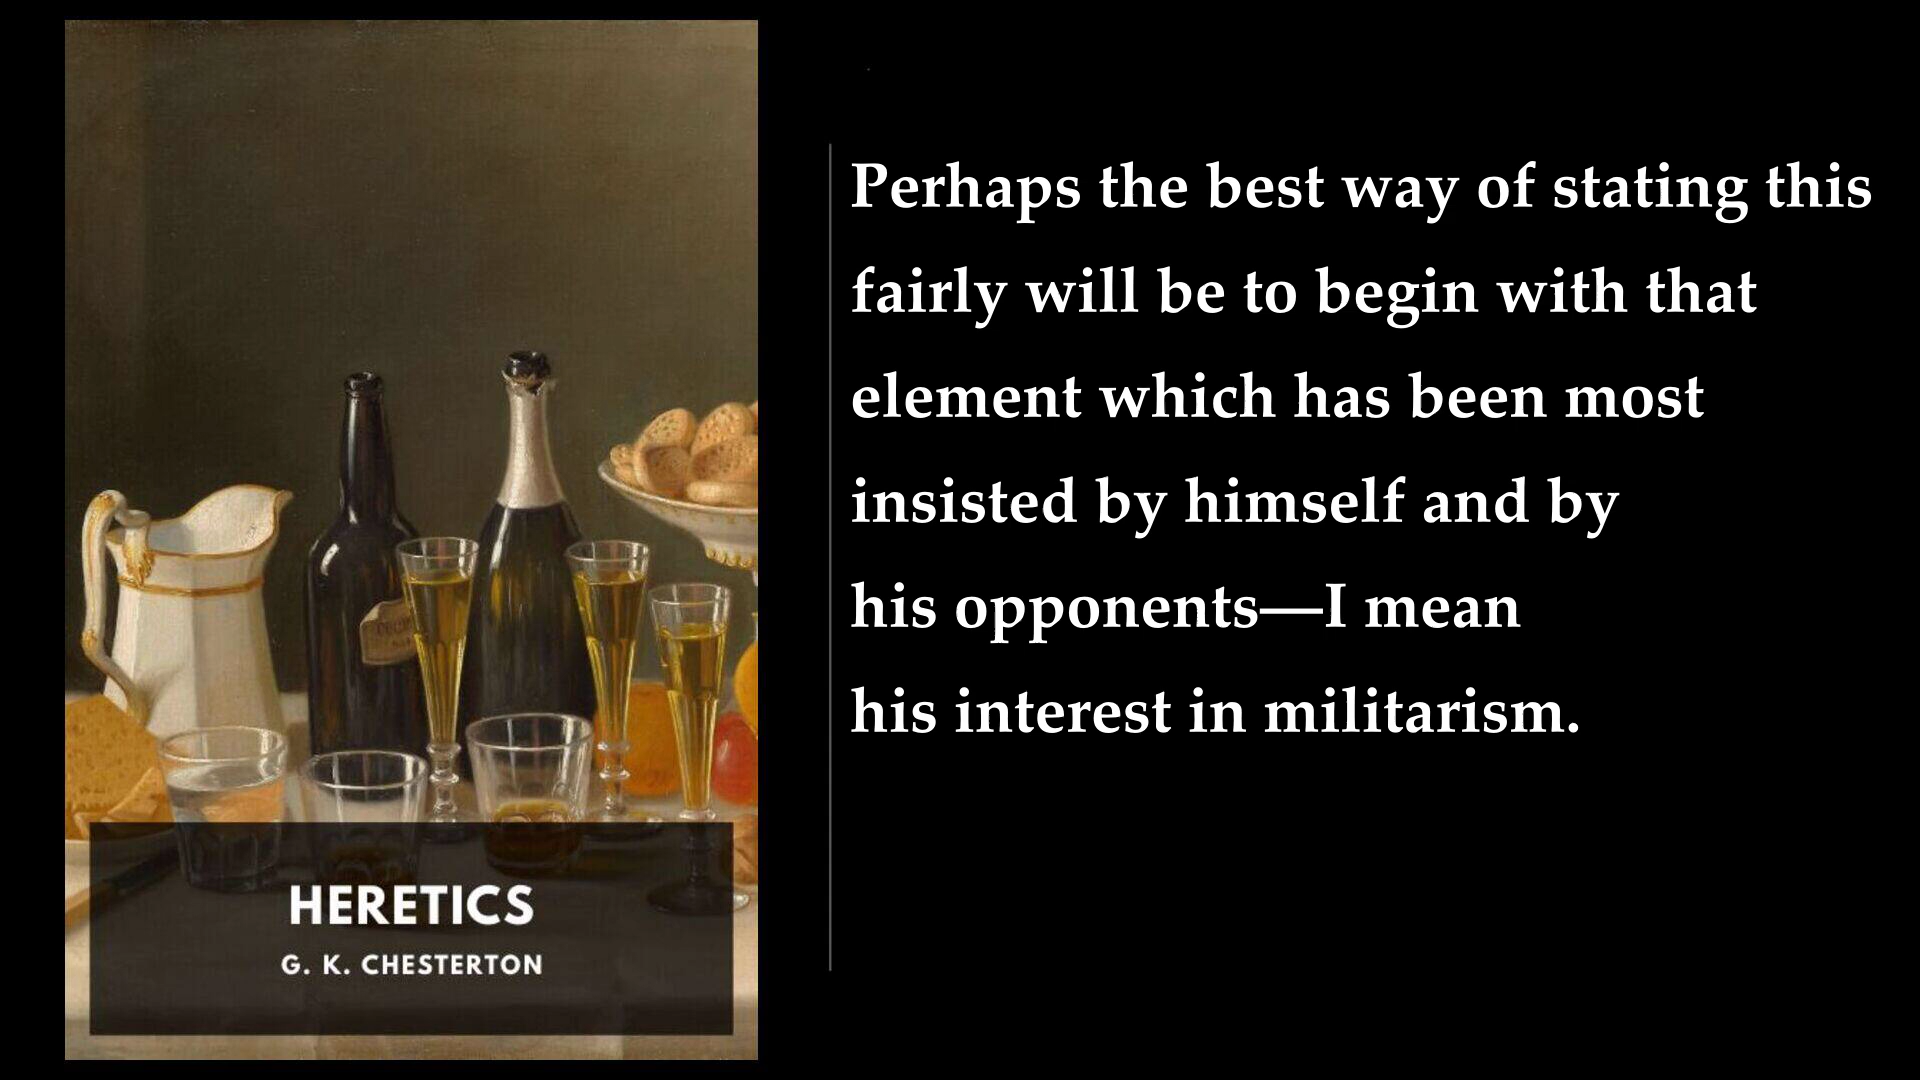 Perhaps the best way of stating this
fairly will be to begin with that
element which has been most
insisted by himself and by
his opponents—I mean
his interest in militarism.
HERETICS
G. K. CHESTERTON